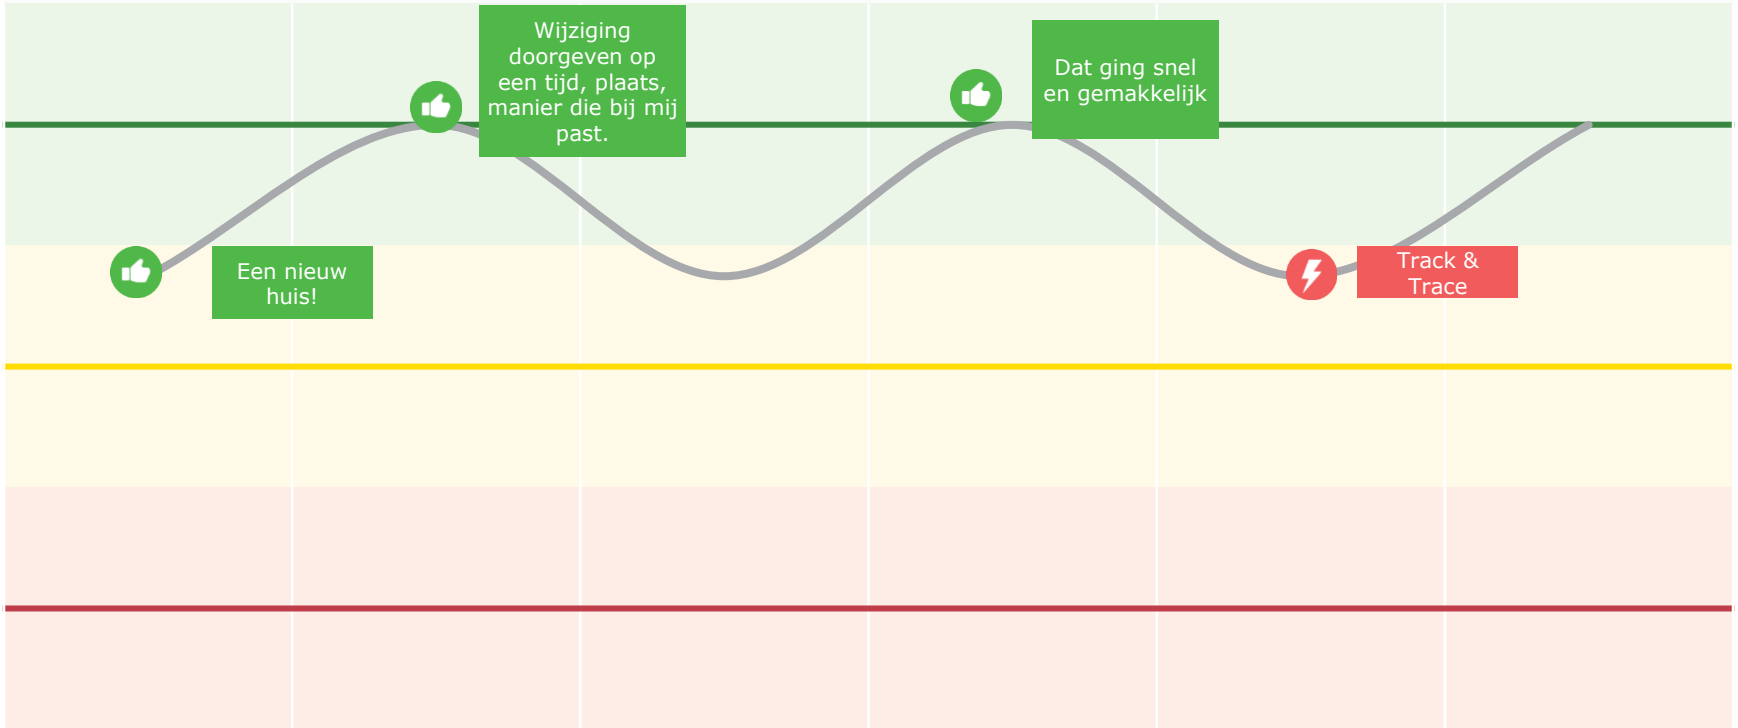 Wijziging
doorgeven op
een tijd, plaats,
manier die bij mij
past.
Dat ging snel
en gemakkelijk
Een nieuw
huis!
Track &
Trace